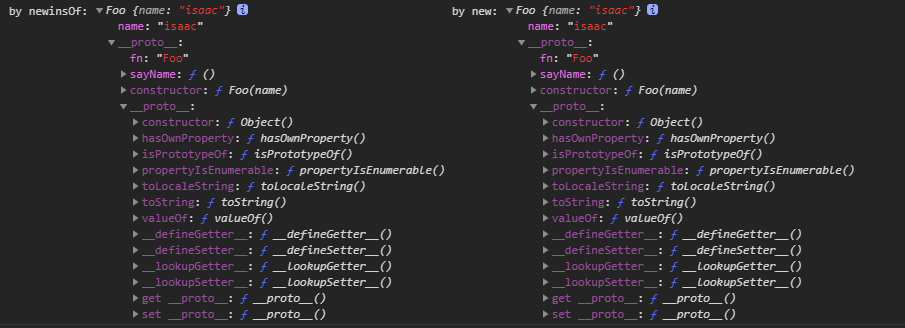 by newinsOf: ▼Foo {name: "isaac"} i
name: "isaac"
▼__proto__:
fn: "Foo"
▶sayName: ƒ ()
▶constructor: ƒ Foo(name)
▼__proto__:
▶constructor: ƒ Object()
▶hasOwnProperty: ƒ hasOwnProperty()
▶isPrototypeOf: ƒ isPrototypeOf()
▶propertyIsEnumerable: ƒ propertyIsEnumerable()
▶toLocaleString: ƒ toLocaleString()
▶toString: ƒ toString()
▶valueOf: ƒ valueOf()
▶__defineGetter__: ƒ __defineGetter__()
▶__defineSetter__: ƒ __defineSetter__()
▶__lookupGetter__: ƒ __lookupGetter__()
▶__lookupSetter__: ƒ __lookupSetter__()
▶get __proto__: ƒ __proto__()
▶set __proto__: ƒ __proto__()
by new: ▼Foo {name: "isaac"} i
name: "isaac"
▼__proto__:
fn: "Foo"
▶sayName: ƒ ()
▶constructor: ƒ Foo(name)
▼__proto__:
▶constructor: ƒ Object()
▶hasOwnProperty: ƒ hasOwnProperty()
▶isPrototypeOf: ƒ isPrototypeOf()
▶propertyIsEnumerable: ƒ propertyIsEnumerable()
▶toLocaleString: ƒ toLocaleString()
▶toString: ƒ toString()
▶valueOf: ƒ valueOf()
▶__defineGetter__: ƒ __defineGetter__()
▶__defineSetter__: ƒ __defineSetter__()
▶__lookupGetter__: ƒ __lookupGetter__()
▶__lookupSetter__: ƒ __lookupSetter__()
▶get __proto__: ƒ __proto__()
▶set __proto__: ƒ __proto__()